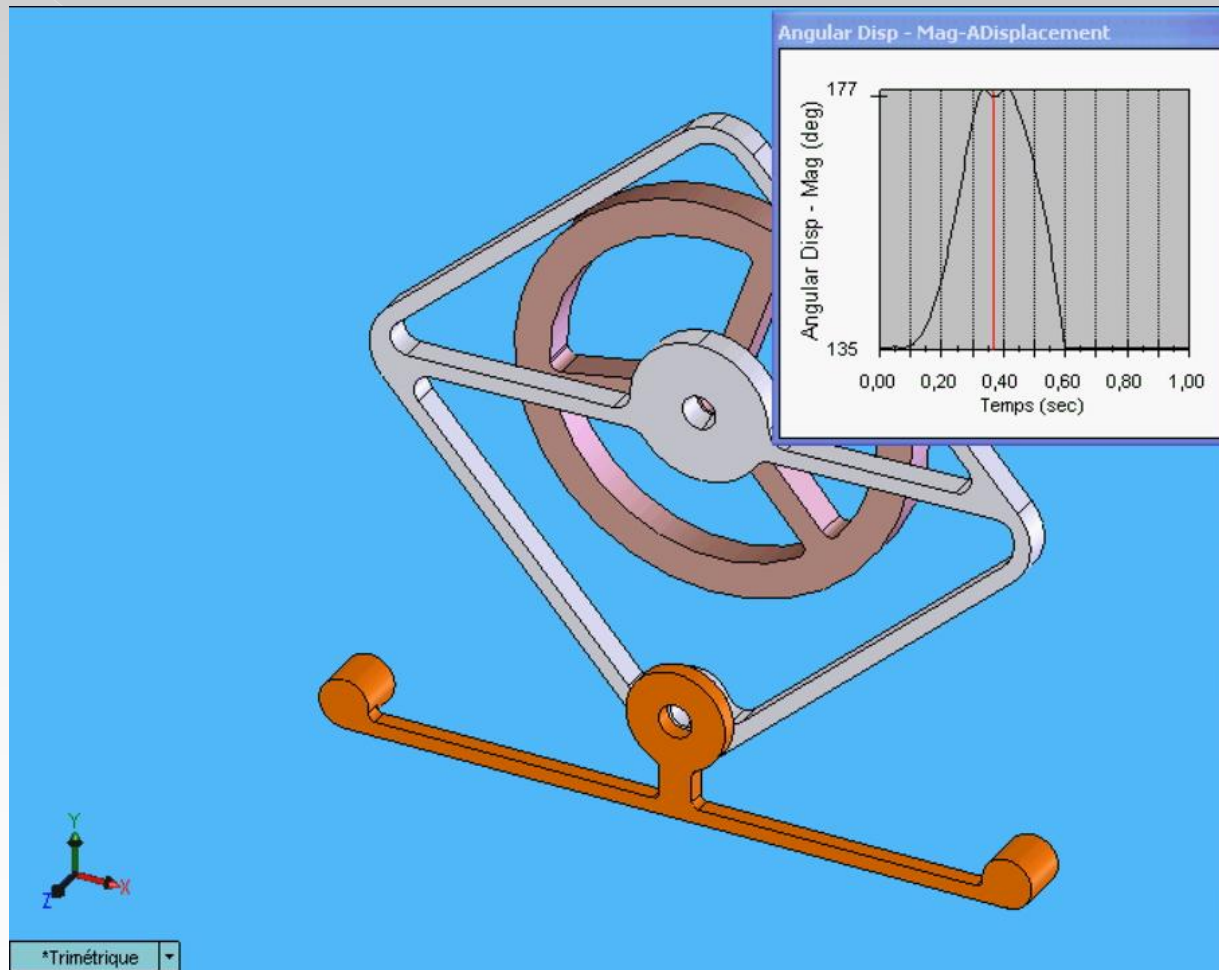 Angular Disp - Mag-ADisplacement
Angular Disp - Mag (deg)
177
135
0,00 0,20 0,40 0,60 0,80 1,00
Temps (sec)
Y
X
Z
*Trimétrique